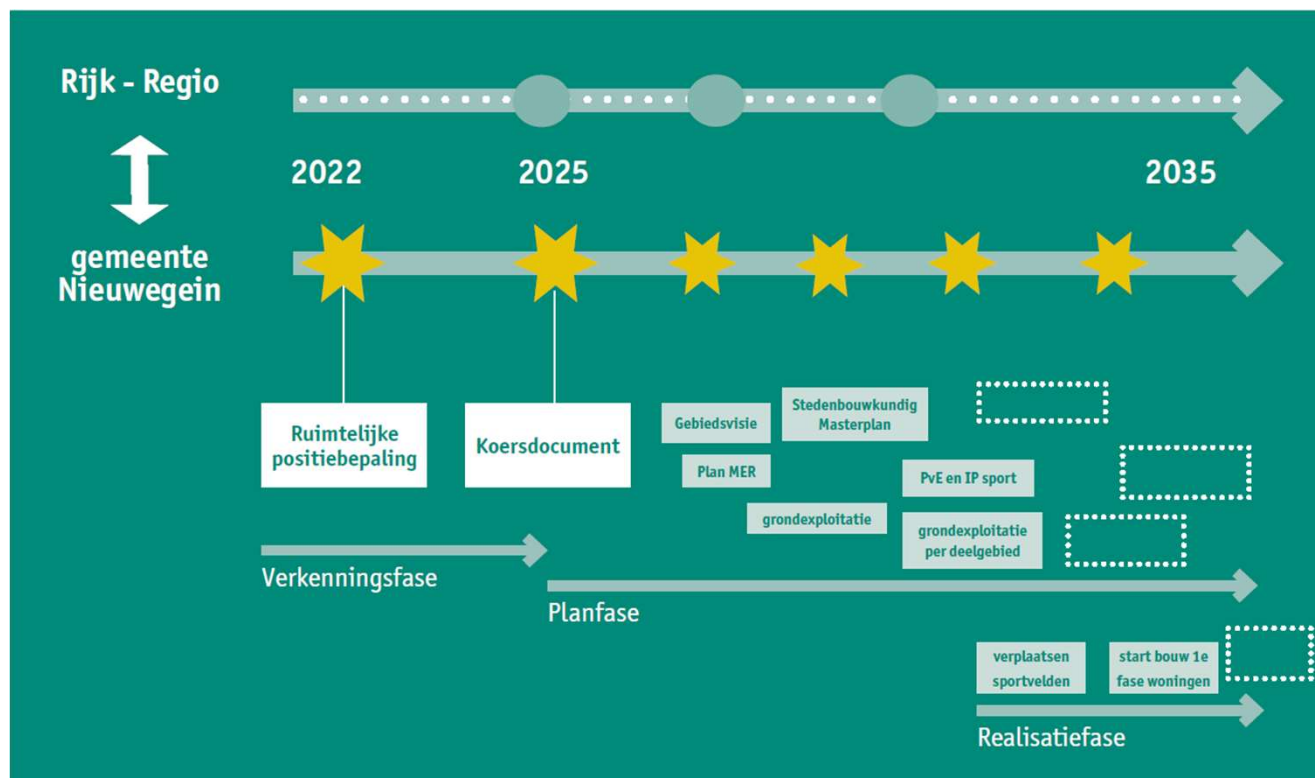 Rijk - Regio
2022
2025
2035
gemeente
Nieuwegein
Ruimtelijke
positiebepaling
Koersdocument
Gebiedsvisie
Stedenbouwkundig
Masterplan
Plan MER
PvE en IP sport
grondexploitatie
grondexploitatie
per deelgebied
Verkenningsfase
Planfase
verplaatsen
sportvelden
start bouw 1e
fase woningen
Realisatiefase